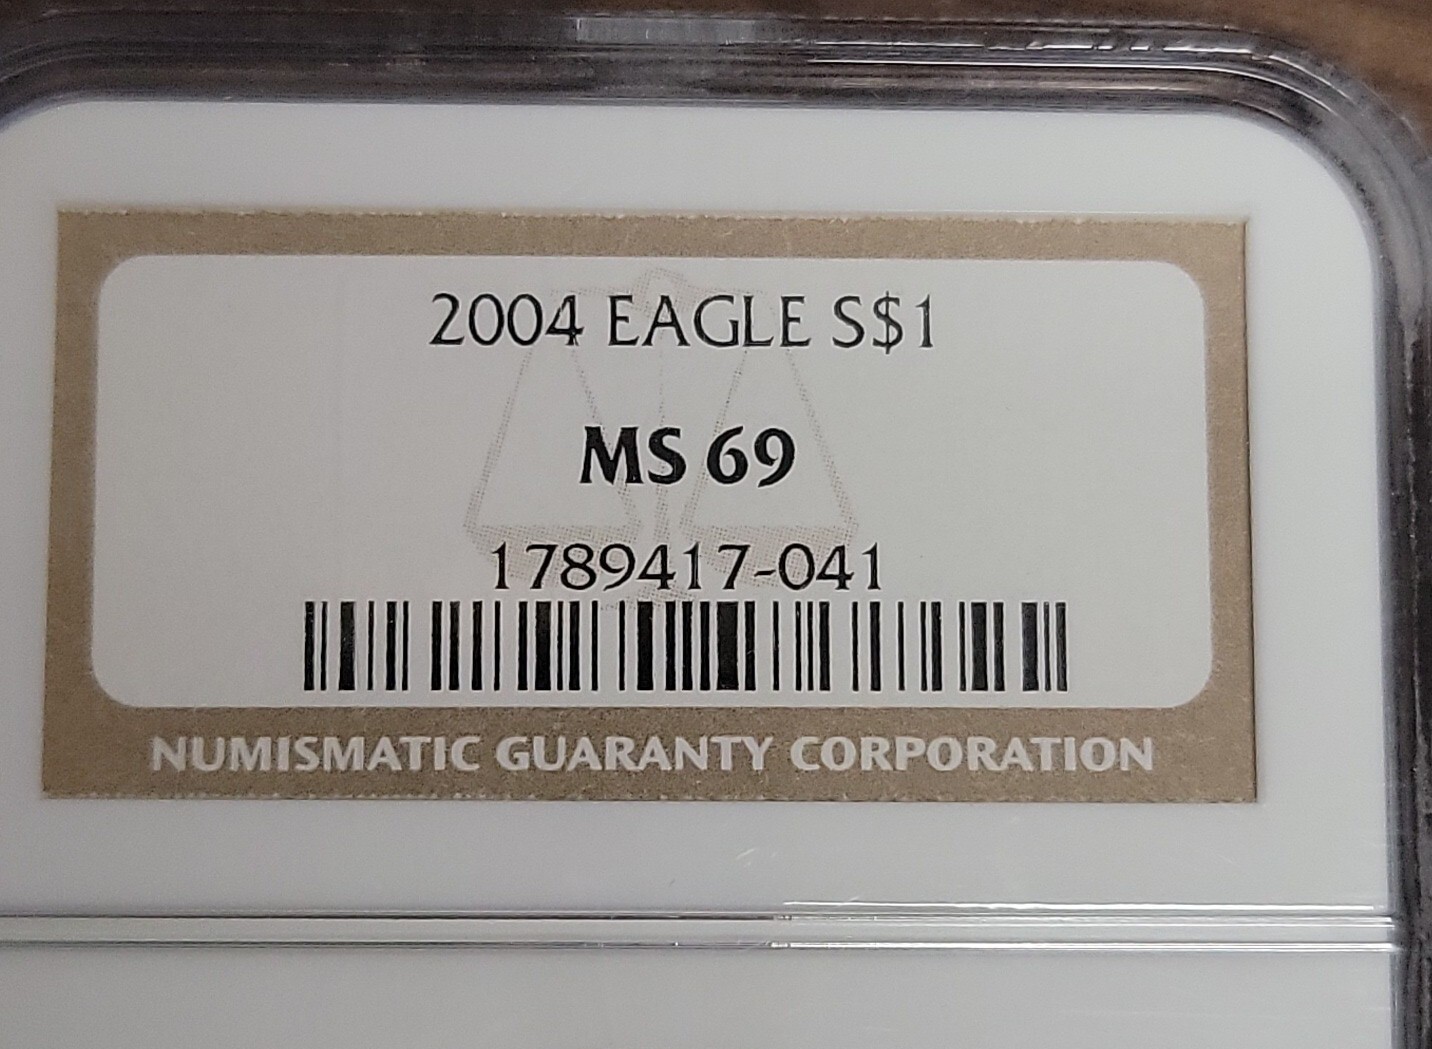 2004 EAGLE S$1
MS 69
1789417-041
NUMISMATIC GUARANTY CORPORATION